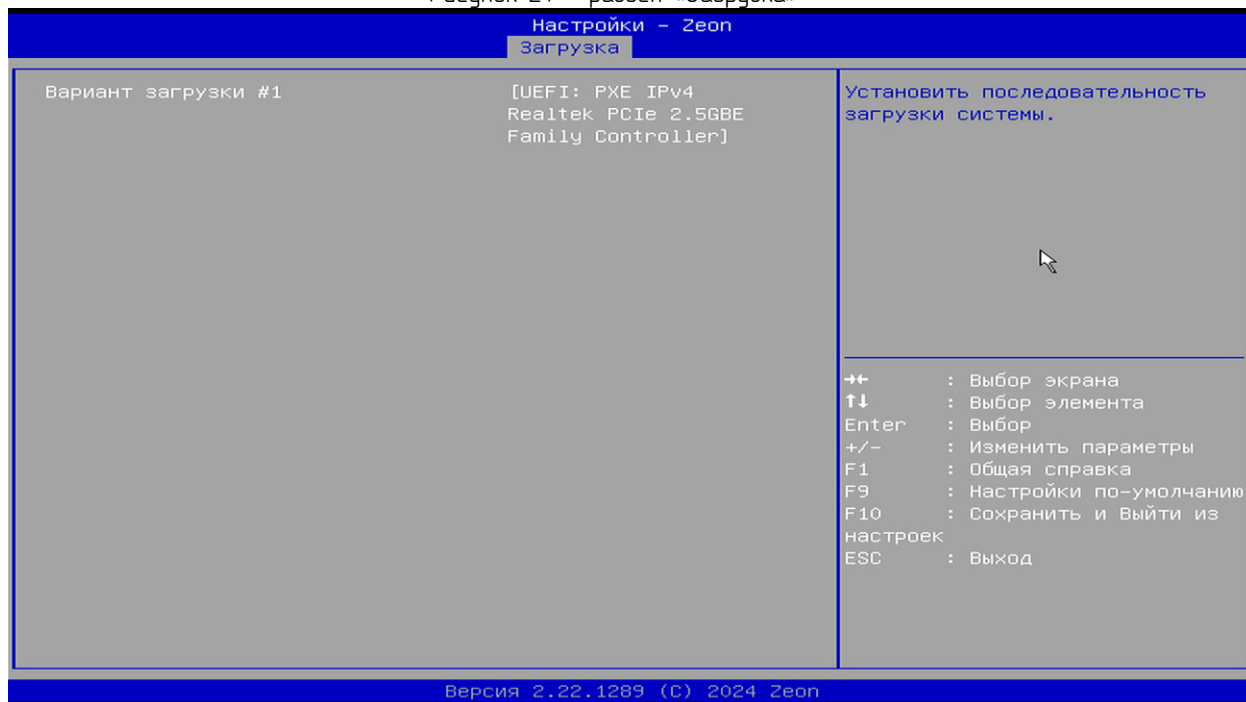 Настройки – Zeon
Загрузка
Вариант загрузки #1 [UEFI: PXE IPv4
Realtek PCIe 2.5GBE
Family Controller]
Установить последовательность
загрузки системы.
→← : Выбор экрана
↑↓ : Выбор элемента
Enter : Выбор
+/– : Изменить параметры
F1 : Общая справка
F9 : Настройки по-умолчанию
F10 : Сохранить и Выйти из
настроек
ESC : Выход
Версия 2.22.1289 (C) 2024 Zeon